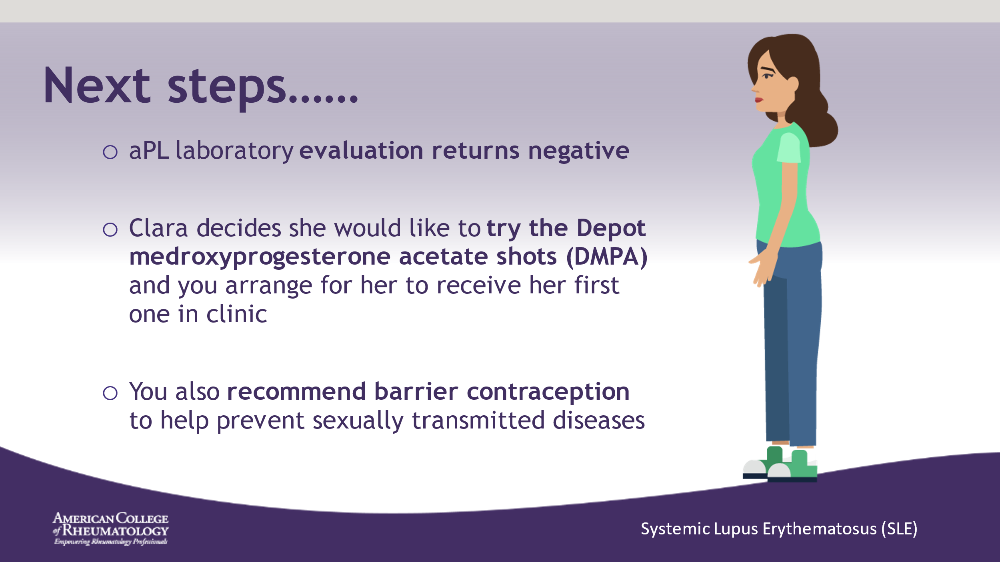 Next steps......
○ aPL laboratory evaluation returns negative
○ Clara decides she would like to try the Depot
medroxyprogesterone acetate shots (DMPA)
and you arrange for her to receive her first
one in clinic
○ You also recommend barrier contraception
to help prevent sexually transmitted diseases
AMERICAN COLLEGE
of RHEUMATOLOGY
Empowering Rheumatology Professionals
Systemic Lupus Erythematosus (SLE)